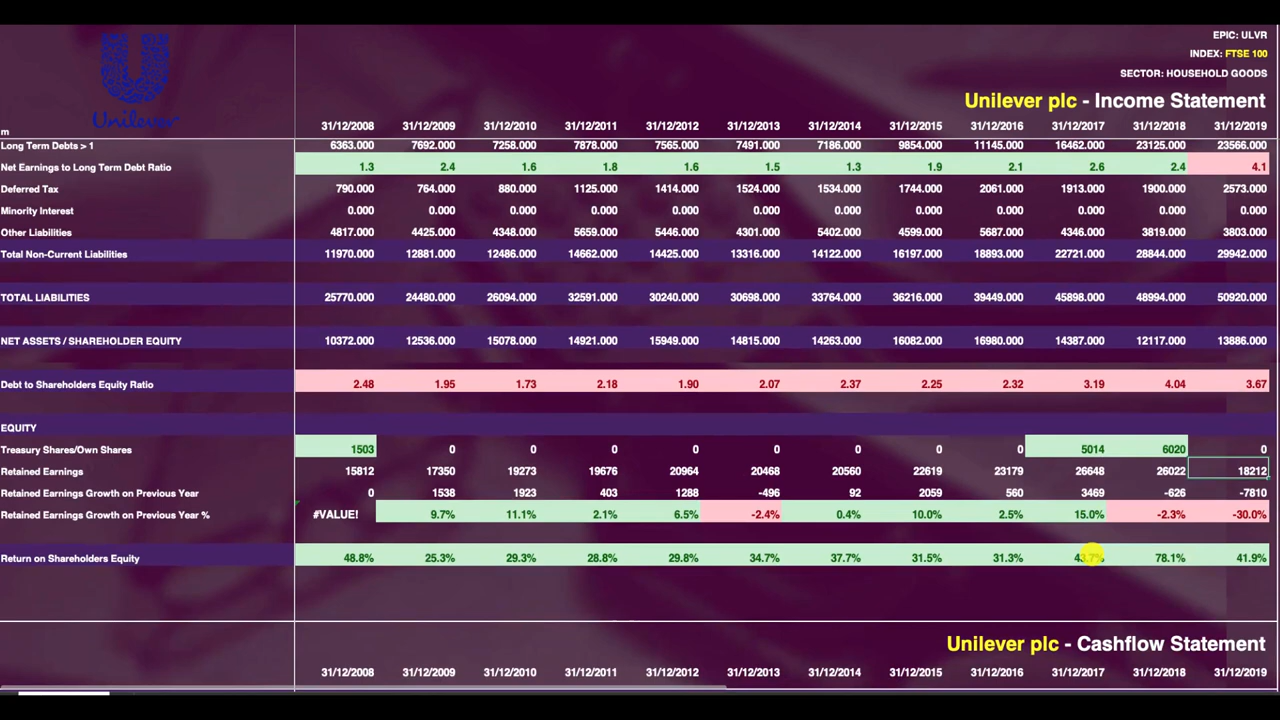 EPIC: ULVR
INDEX: FTSE 100
SECTOR: HOUSEHOLD GOODS
Unilever
Unilever plc - Income Statement
m 31/12/2008 31/12/2009 31/12/2010 31/12/2011 31/12/2012 31/12/2013 31/12/2014 31/12/2015 31/12/2016 31/12/2017 31/12/2018 31/12/2019
Long Term Debts > 1 6363.000 7692.000 7258.000 7878.000 7565.000 7491.000 7186.000 9854.000 11145.000 16462.000 23125.000 23566.000
Net Earnings to Long Term Debt Ratio 1.3 2.4 1.6 1.8 1.6 1.5 1.3 1.9 2.1 2.6 2.4 4.1
Deferred Tax 790.000 764.000 880.000 1125.000 1414.000 1524.000 1534.000 1744.000 2061.000 1913.000 1900.000 2573.000
Minority Interest 0.000 0.000 0.000 0.000 0.000 0.000 0.000 0.000 0.000 0.000 0.000 0.000
Other Liabilities 4817.000 4425.000 4348.000 5659.000 5446.000 4301.000 5402.000 4599.000 5687.000 4346.000 3819.000 3803.000
Total Non-Current Liabilities 11970.000 12881.000 12486.000 14662.000 14425.000 13316.000 14122.000 16197.000 18893.000 22721.000 28844.000 29942.000
TOTAL LIABILITIES 25770.000 24480.000 26094.000 32591.000 30240.000 30698.000 33764.000 36216.000 39449.000 45898.000 48994.000 50920.000
NET ASSETS / SHAREHOLDER EQUITY 10372.000 12536.000 15078.000 14921.000 15949.000 14815.000 14263.000 16082.000 16980.000 14387.000 12117.000 13886.000
Debt to Shareholders Equity Ratio 2.48 1.95 1.73 2.18 1.90 2.07 2.37 2.25 2.32 3.19 4.04 3.67
EQUITY
Treasury Shares/Own Shares 1503 0 0 0 0 0 0 0 0 5014 6020 0
Retained Earnings 15812 17350 19273 19676 20964 20468 20560 22619 23179 26648 26022 18212
Retained Earnings Growth on Previous Year 0 1538 1923 403 1288 -496 92 2059 560 3469 -626 -7810
Retained Earnings Growth on Previous Year % #VALUE! 9.7% 11.1% 2.1% 6.5% -2.4% 0.4% 10.0% 2.5% 15.0% -2.3% -30.0%
Return on Shareholders Equity 48.8% 25.3% 29.3% 28.8% 29.8% 34.7% 37.7% 31.5% 31.3% 43.7% 78.1% 41.9%
Unilever plc - Cashflow Statement
31/12/2008 31/12/2009 31/12/2010 31/12/2011 31/12/2012 31/12/2013 31/12/2014 31/12/2015 31/12/2016 31/12/2017 31/12/2018 31/12/2019